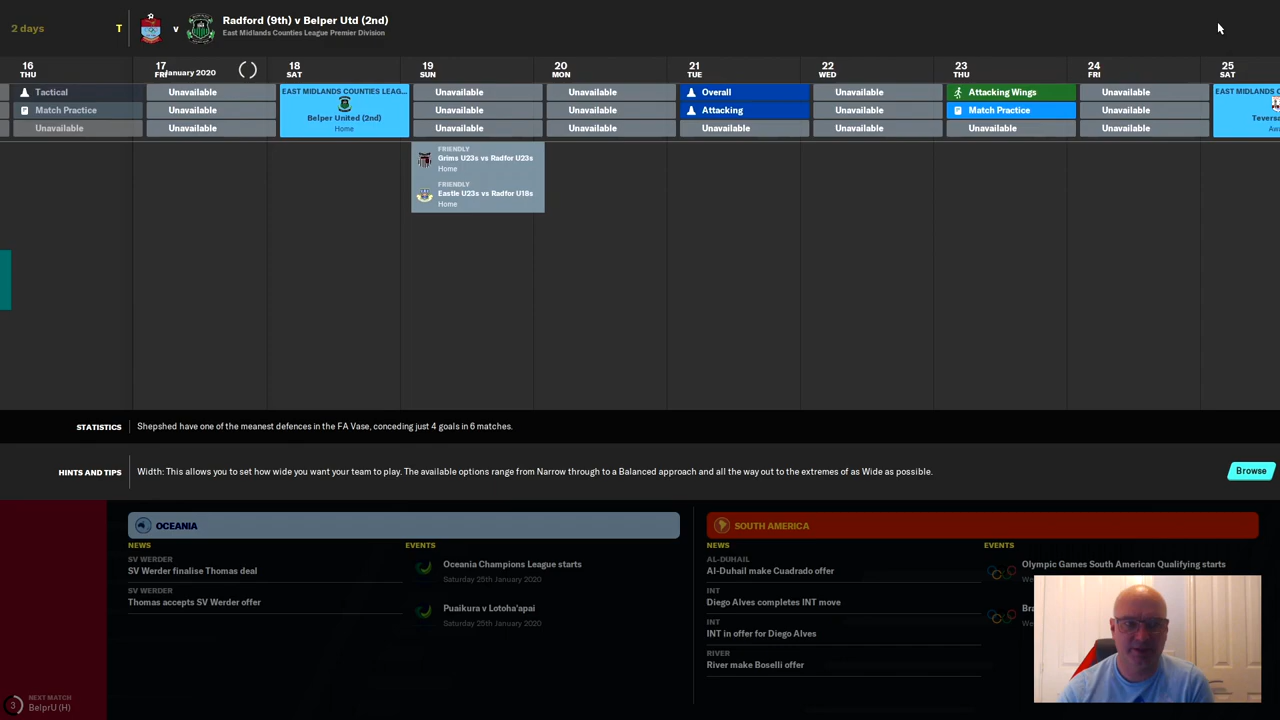 2 days
T
v
Radford (9th) v Belper Utd (2nd)
East Midlands Counties League Premier Division
16
THU
17
FRI
January 2020
18
SAT
19
SUN
20
MON
21
TUE
22
WED
23
THU
24
FRI
25
SAT
Tactical
Match Practice
Unavailable
Unavailable
Unavailable
Unavailable
EAST MIDLANDS COUNTIES LEAG...
Belper United (2nd)
Home
Unavailable
Unavailable
Unavailable
Unavailable
Unavailable
Unavailable
Overall
Attacking
Unavailable
Unavailable
Unavailable
Unavailable
Attacking Wings
Match Practice
Unavailable
Unavailable
Unavailable
Unavailable
EAST MIDLANDS C
Teversa
Awa
FRIENDLY
Grims U23s vs Radfor U23s
Home
FRIENDLY
Eastle U23s vs Radfor U18s
Home
STATISTICS
Shepshed have one of the meanest defences in the FA Vase, conceding just 4 goals in 6 matches.
HINTS AND TIPS
Width: This allows you to set how wide you want your team to play. The available options range from Narrow through to a Balanced approach and all the way out to the extremes of as Wide as possible.
Browse
OCEANIA
NEWS
SV WERDER
SV Werder finalise Thomas deal
SV WERDER
Thomas accepts SV Werder offer
EVENTS
Oceania Champions League starts
Saturday 25th January 2020
Puaikura v Lotoha'apai
Saturday 25th January 2020
SOUTH AMERICA
NEWS
AL-DUHAIL
Al-Duhail make Cuadrado offer
INT
Diego Alves completes INT move
INT
INT in offer for Diego Alves
RIVER
River make Boselli offer
EVENTS
Olympic Games South American Qualifying starts
We
Bra
We
3
NEXT MATCH
BelprU (H)